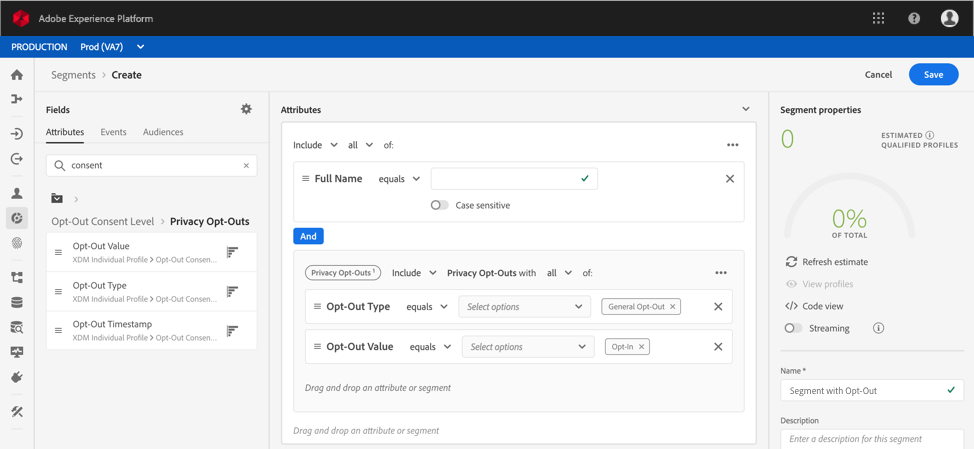 Adobe Experience Platform
?
PRODUCTION Prod (VA7)
Segments > Create
Cancel Save
Fields
Attributes Events Audiences
consent
Opt-Out Consent Level > Privacy Opt-Outs
Opt-Out Value
XDM Individual Profile > Opt-Out Consen...
Opt-Out Type
XDM Individual Profile > Opt-Out Consen...
Opt-Out Timestamp
XDM Individual Profile > Opt-Out Consen...
Attributes
Include all of:
Full Name equals
Case sensitive
And
Privacy Opt-Outs 1 Include Privacy Opt-Outs with all of:
Opt-Out Type equals Select options General Opt-Out
Opt-Out Value equals Select options Opt-In
Drag and drop an attribute or segment
Drag and drop an attribute or segment
Segment properties
0 ESTIMATED
QUALIFIED PROFILES
0%
OF TOTAL
Refresh estimate
View profiles
</> Code view
Streaming
Name *
Segment with Opt-Out
Description
Enter a description for this segment